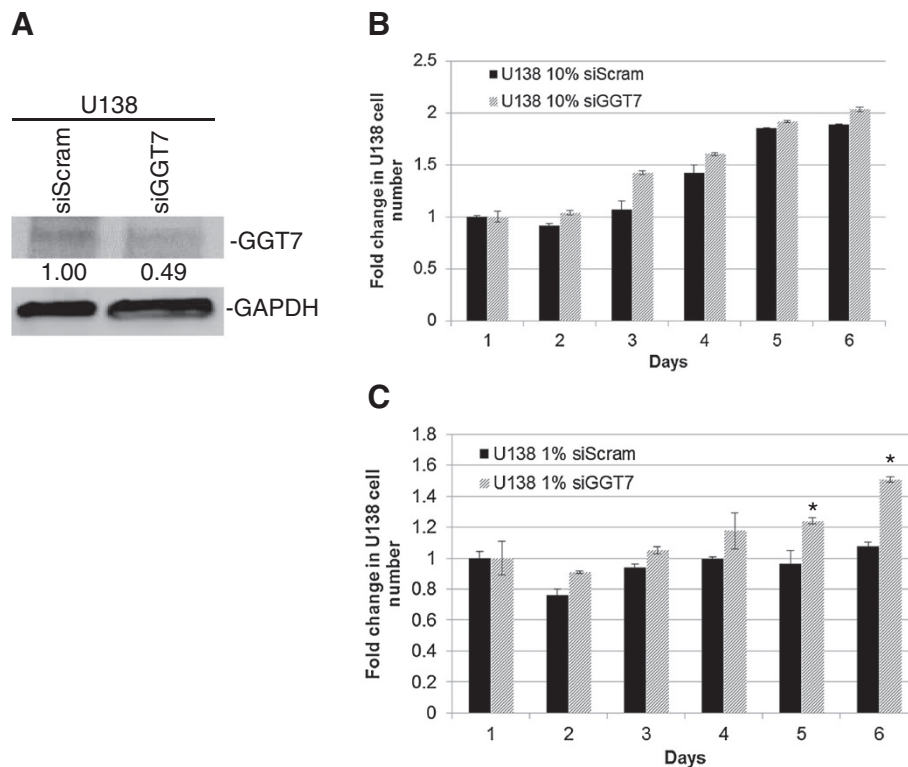 A
U138
siScram
siGGT7
-GGT7
1.00 0.49
-GAPDH
B
Fold change in U138 cell
number
2.5
2
1.5
1
0.5
0
U138 10% siScram
U138 10% siGGT7
1 2 3 4 5 6
Days
C
Fold change in U138 cell
number
1.8
1.6
1.4
1.2
1
0.8
0.6
0.4
0.2
0
U138 1% siScram
U138 1% siGGT7
*
*
1 2 3 4 5 6
Days